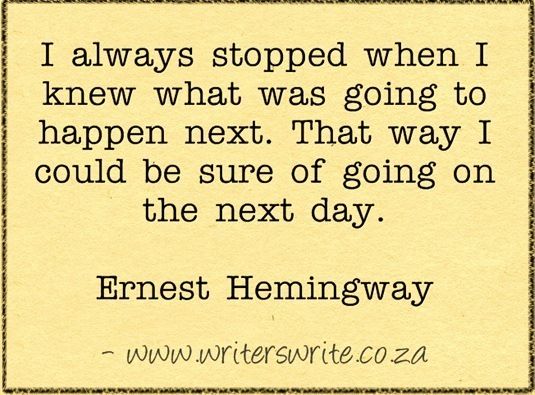 I always stopped when I
knew what was going to
happen next. That way I
could be sure of going on
the next day.
Ernest Hemingway
- www.writerswrite.co.za